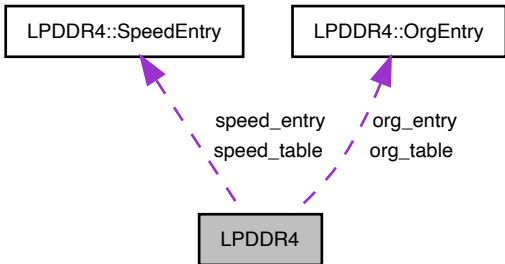 LPDDR4::SpeedEntry
LPDDR4::OrgEntry
speed_entry
speed_table
org_entry
org_table
LPDDR4